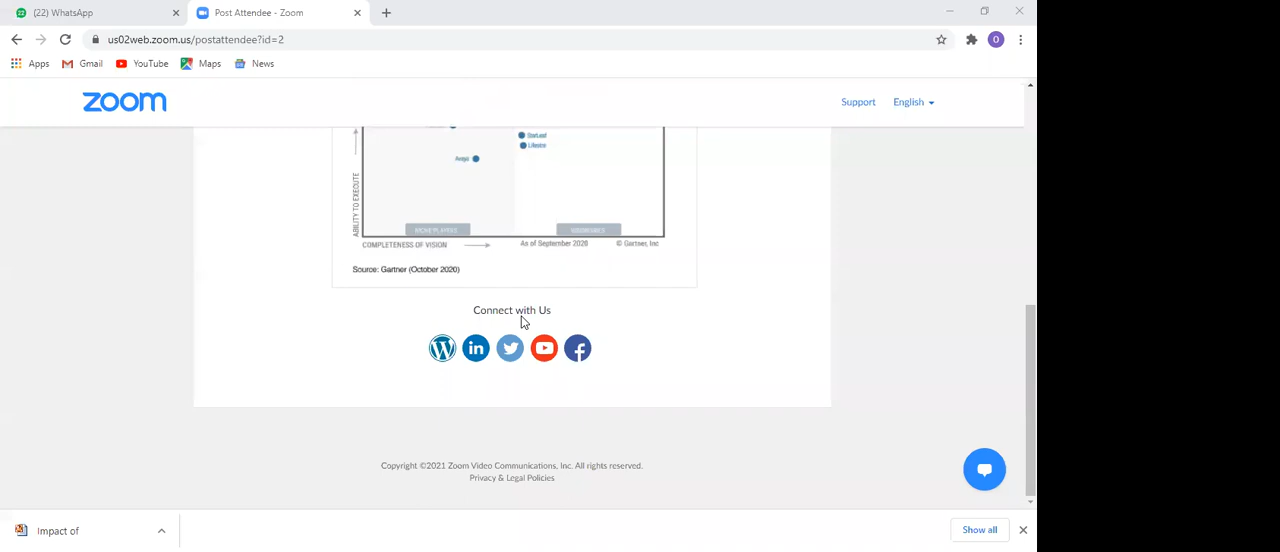 (22) WhatsApp
Post Attendee - Zoom
us02web.zoom.us/postattendee?id=2
O
Apps
Gmail
YouTube
Maps
News
zoom
Support
English
StarLeaf
Lifesize
Avaya
ABILITY TO EXECUTE
NICHE PLAYERS
VISIONARIES
COMPLETENESS OF VISION
As of September 2020
© Gartner, Inc
Source: Gartner (October 2020)
Connect with Us
Copyright ©2021 Zoom Video Communications, Inc. All rights reserved.
Privacy & Legal Policies
Impact of
Show all